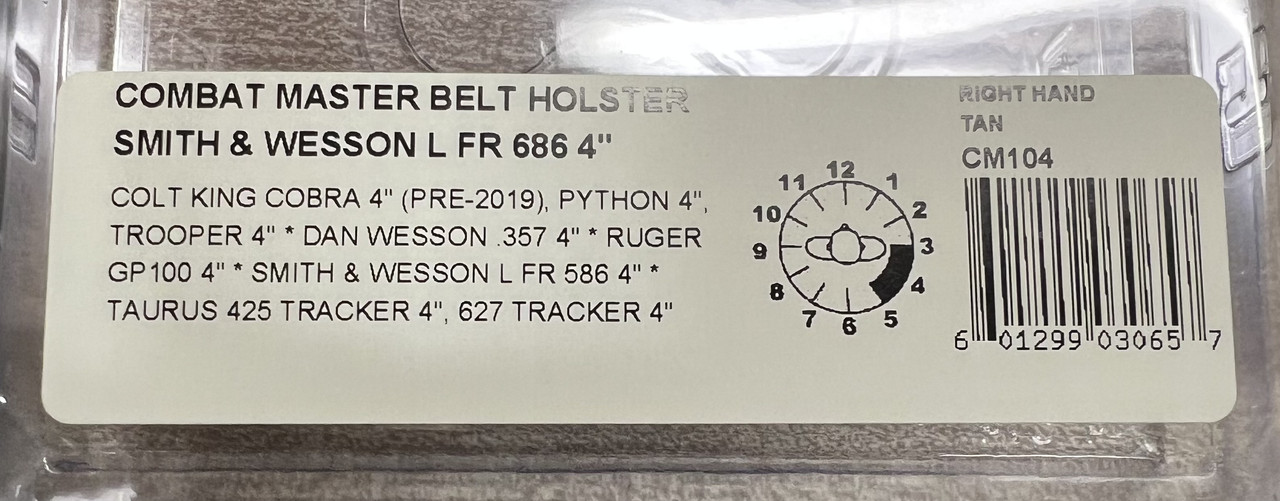 COMBAT MASTER BELT HOLSTER
SMITH & WESSON L FR 686 4"
COLT KING COBRA 4" (PRE-2019), PYTHON 4",
TROOPER 4" * DAN WESSON .357 4" * RUGER
GP100 4" * SMITH & WESSON L FR 586 4" *
TAURUS 425 TRACKER 4", 627 TRACKER 4"
12
11 1
10 2
9 3
8 4
7 5
6
RIGHT HAND
TAN
CM104
6 01299 03065 7